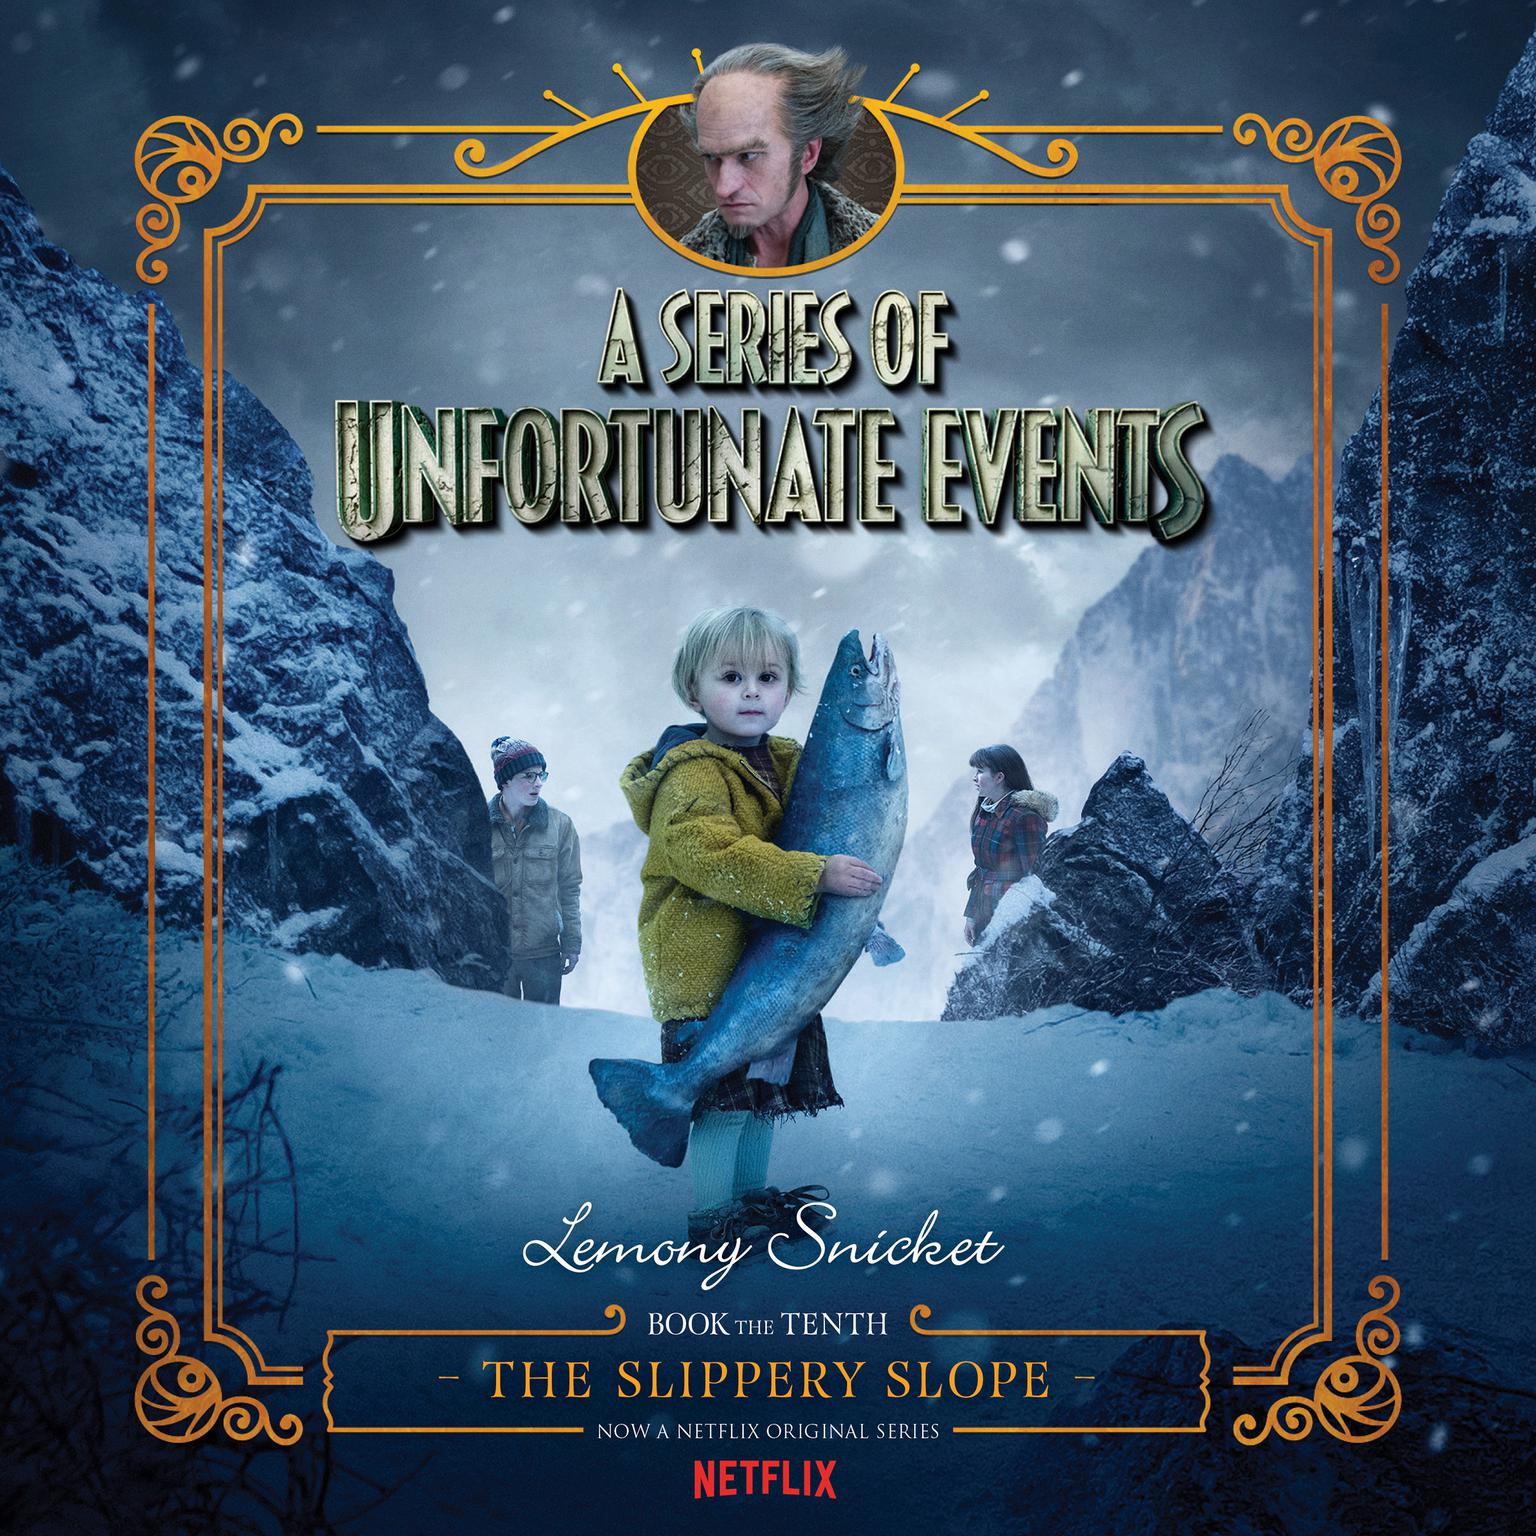 A SERIES OF
UNFORTUNATE EVENTS
Lemony Snicket
BOOK THE TENTH
- THE SLIPPERY SLOPE -
NOW A NETFLIX ORIGINAL SERIES
NETFLIX